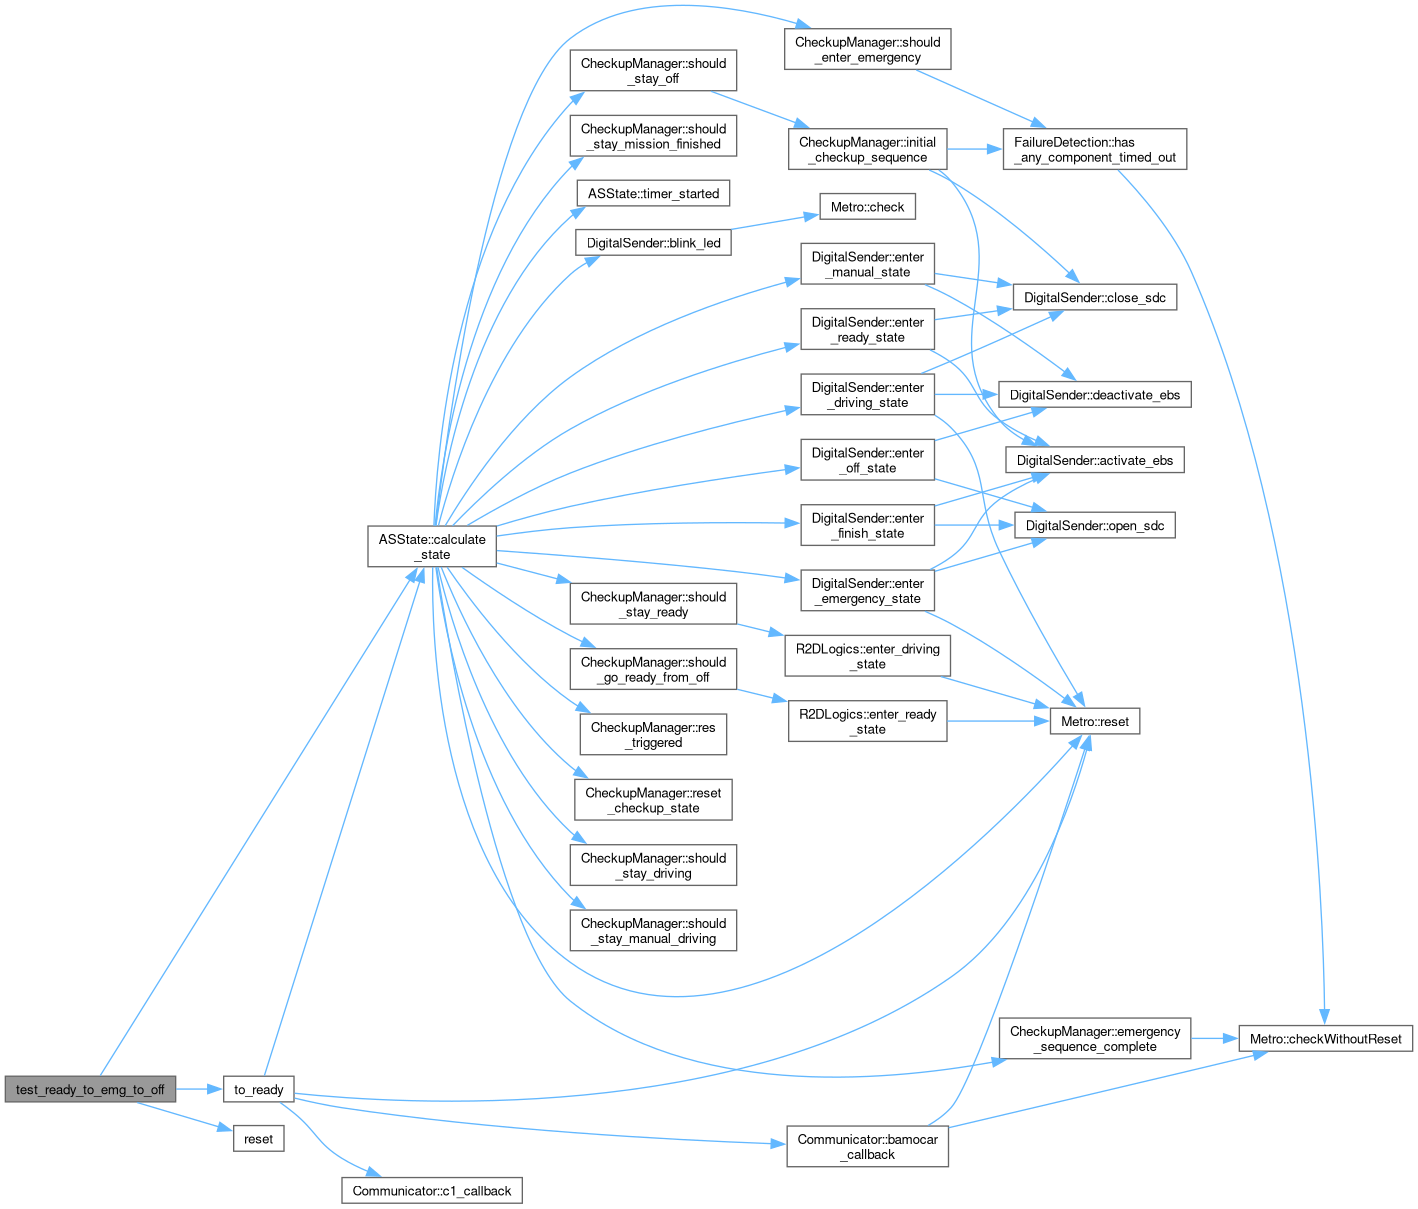 CheckupManager::should
_enter_emergency
CheckupManager::should
_stay_off
CheckupManager::should
_stay_mission_finished
CheckupManager::initial
_checkup_sequence
FailureDetection::has
_any_component_timed_out
ASState::timer_started
Metro::check
DigitalSender::blink_led
DigitalSender::enter
_manual_state
DigitalSender::close_sdc
DigitalSender::enter
_ready_state
DigitalSender::enter
_driving_state
DigitalSender::deactivate_ebs
DigitalSender::enter
_off_state
DigitalSender::activate_ebs
DigitalSender::enter
_finish_state
DigitalSender::open_sdc
ASState::calculate
_state
DigitalSender::enter
_emergency_state
CheckupManager::should
_stay_ready
R2DLogics::enter_driving
_state
CheckupManager::should
_go_ready_from_off
R2DLogics::enter_ready
_state
Metro::reset
CheckupManager::res
_triggered
CheckupManager::reset
_checkup_state
CheckupManager::should
_stay_driving
CheckupManager::should
_stay_manual_driving
CheckupManager::emergency
_sequence_complete
Metro::checkWithoutReset
test_ready_to_emg_to_off
to_ready
reset
Communicator::bamocar
_callback
Communicator::c1_callback